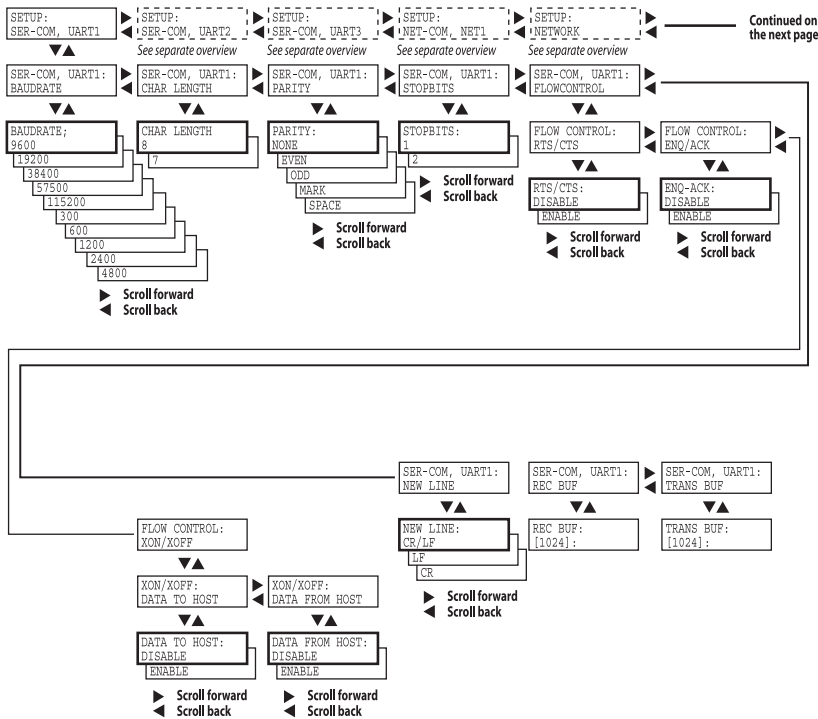 SETUP:
SER-COM, UART1
SETUP:
SER-COM, UART2
SETUP:
SER-COM, UART3
SETUP:
NET-COM, NET1
SETUP:
NETWORK
Continued on
the next page
See separate overview
See separate overview
See separate overview
See separate overview
SER-COM, UART1:
BAUDRATE
SER-COM, UART1:
CHAR LENGTH
SER-COM, UART1:
PARITY
SER-COM, UART1:
STOPBITS
SER-COM, UART1:
FLOWCONTROL
BAUDRATE;
9600
19200
38400
57500
115200
300
600
1200
2400
4800
Scroll forward
Scroll back
CHAR LENGTH
8
7
PARITY:
NONE
EVEN
ODD
MARK
SPACE
Scroll forward
Scroll back
STOPBITS:
1
2
Scroll forward
Scroll back
FLOW CONTROL:
RTS/CTS
FLOW CONTROL:
ENQ/ACK
RTS/CTS:
DISABLE
ENABLE
Scroll forward
Scroll back
ENQ-ACK:
DISABLE
ENABLE
Scroll forward
Scroll back
SER-COM, UART1:
NEW LINE
SER-COM, UART1:
REC BUF
SER-COM, UART1:
TRANS BUF
NEW LINE:
CR/LF
LF
CR
Scroll forward
Scroll back
REC BUF:
[1024]:
TRANS BUF:
[1024]:
FLOW CONTROL:
XON/XOFF
XON/XOFF:
DATA TO HOST
XON/XOFF:
DATA FROM HOST
DATA TO HOST:
DISABLE
ENABLE
Scroll forward
Scroll back
DATA FROM HOST:
DISABLE
ENABLE
Scroll forward
Scroll back